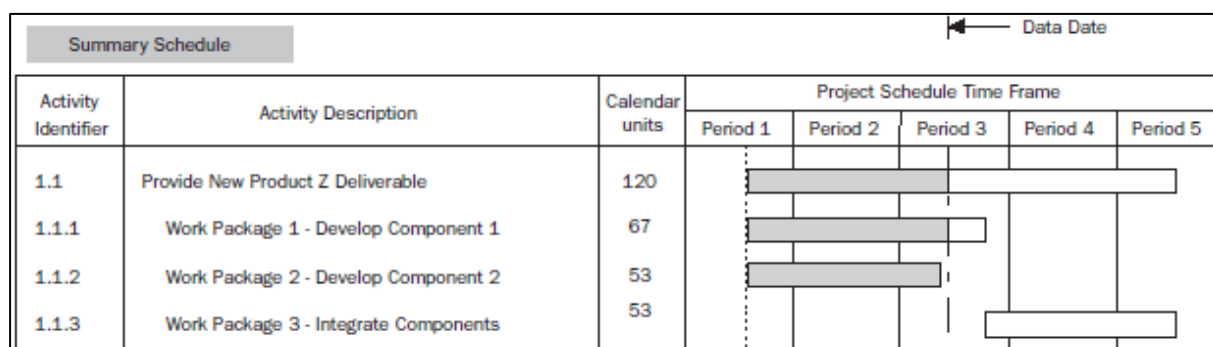 Summary Schedule
Data Date
Activity Identifier
Activity Description
Calendar units
Project Schedule Time Frame
Period 1 Period 2 Period 3 Period 4 Period 5
1.1 Provide New Product Z Deliverable 120
1.1.1 Work Package 1 - Develop Component 1 67
1.1.2 Work Package 2 - Develop Component 2 53
1.1.3 Work Package 3 - Integrate Components 53